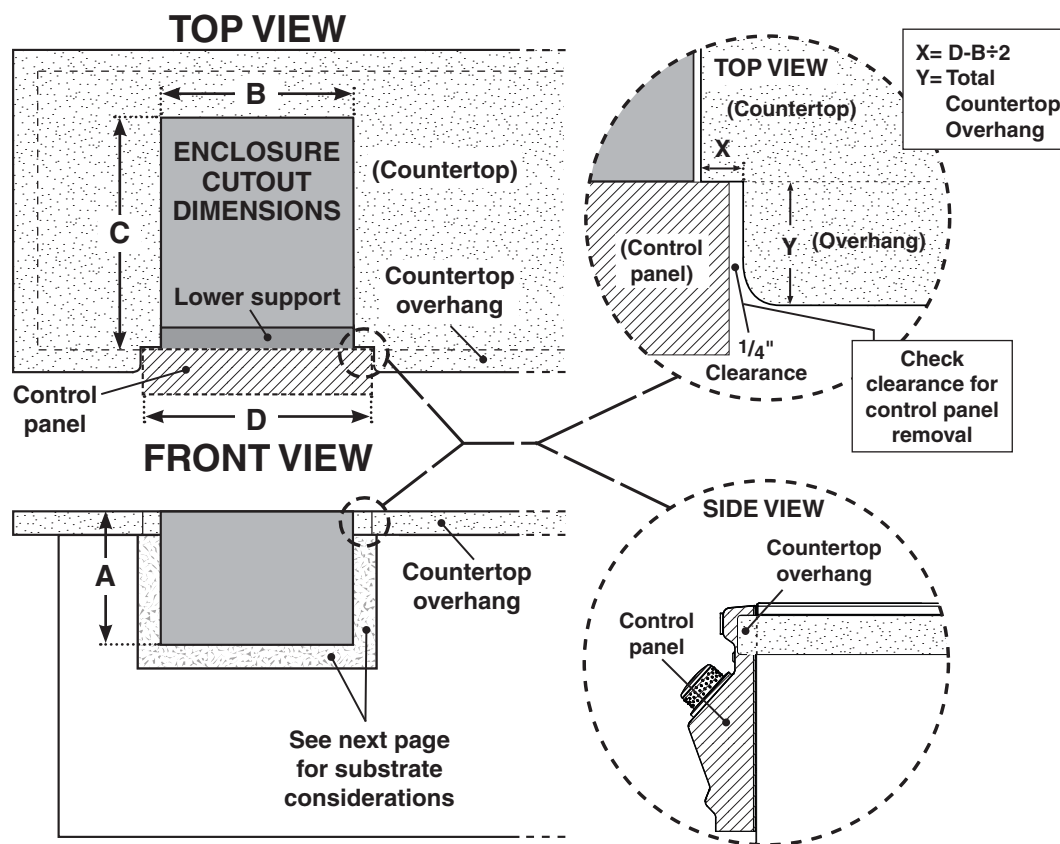 TOP VIEW
B
ENCLOSURE
CUTOUT
DIMENSIONS
C
(Countertop)
Lower support
Countertop
overhang
Control
panel
D
TOP VIEW
(Countertop)
X
(Control
panel)
Y
(Overhang)
1/4"
Clearance
X= D-B÷2
Y= Total
Countertop
Overhang
Check
clearance for
control panel
removal
FRONT VIEW
A
Countertop
overhang
See next page
for substrate
considerations
SIDE VIEW
Countertop
overhang
Control
panel